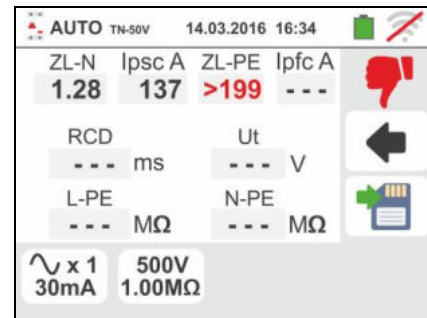 AUTO TN-50V 14.03.2016 16:34
ZL-N Ipsc A ZL-PE Ipfc A
1.28 137 >199 - - -
RCD Ut
- - - ms - - - V
L-PE N-PE
- - - MΩ - - - MΩ
x 1 500V
30mA 1.00MΩ